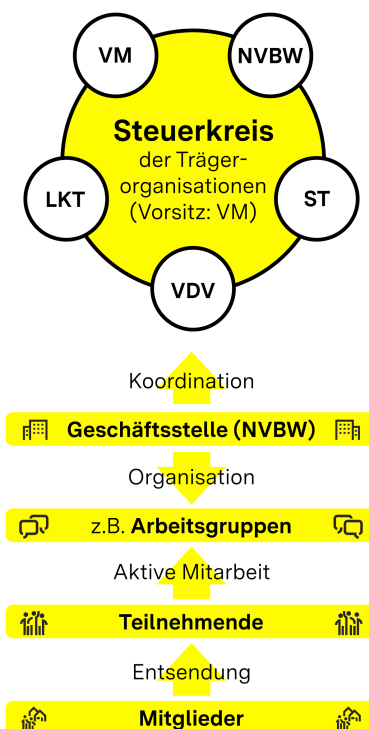 VM
NVBW
Steuerkreis
der Träger-
organisationen
(Vorsitz: VM)
LKT
ST
VDV
Koordination
Geschäftsstelle (NVBW)
Organisation
z.B. Arbeitsgruppen
Aktive Mitarbeit
Teilnehmende
Entsendung
Mitglieder